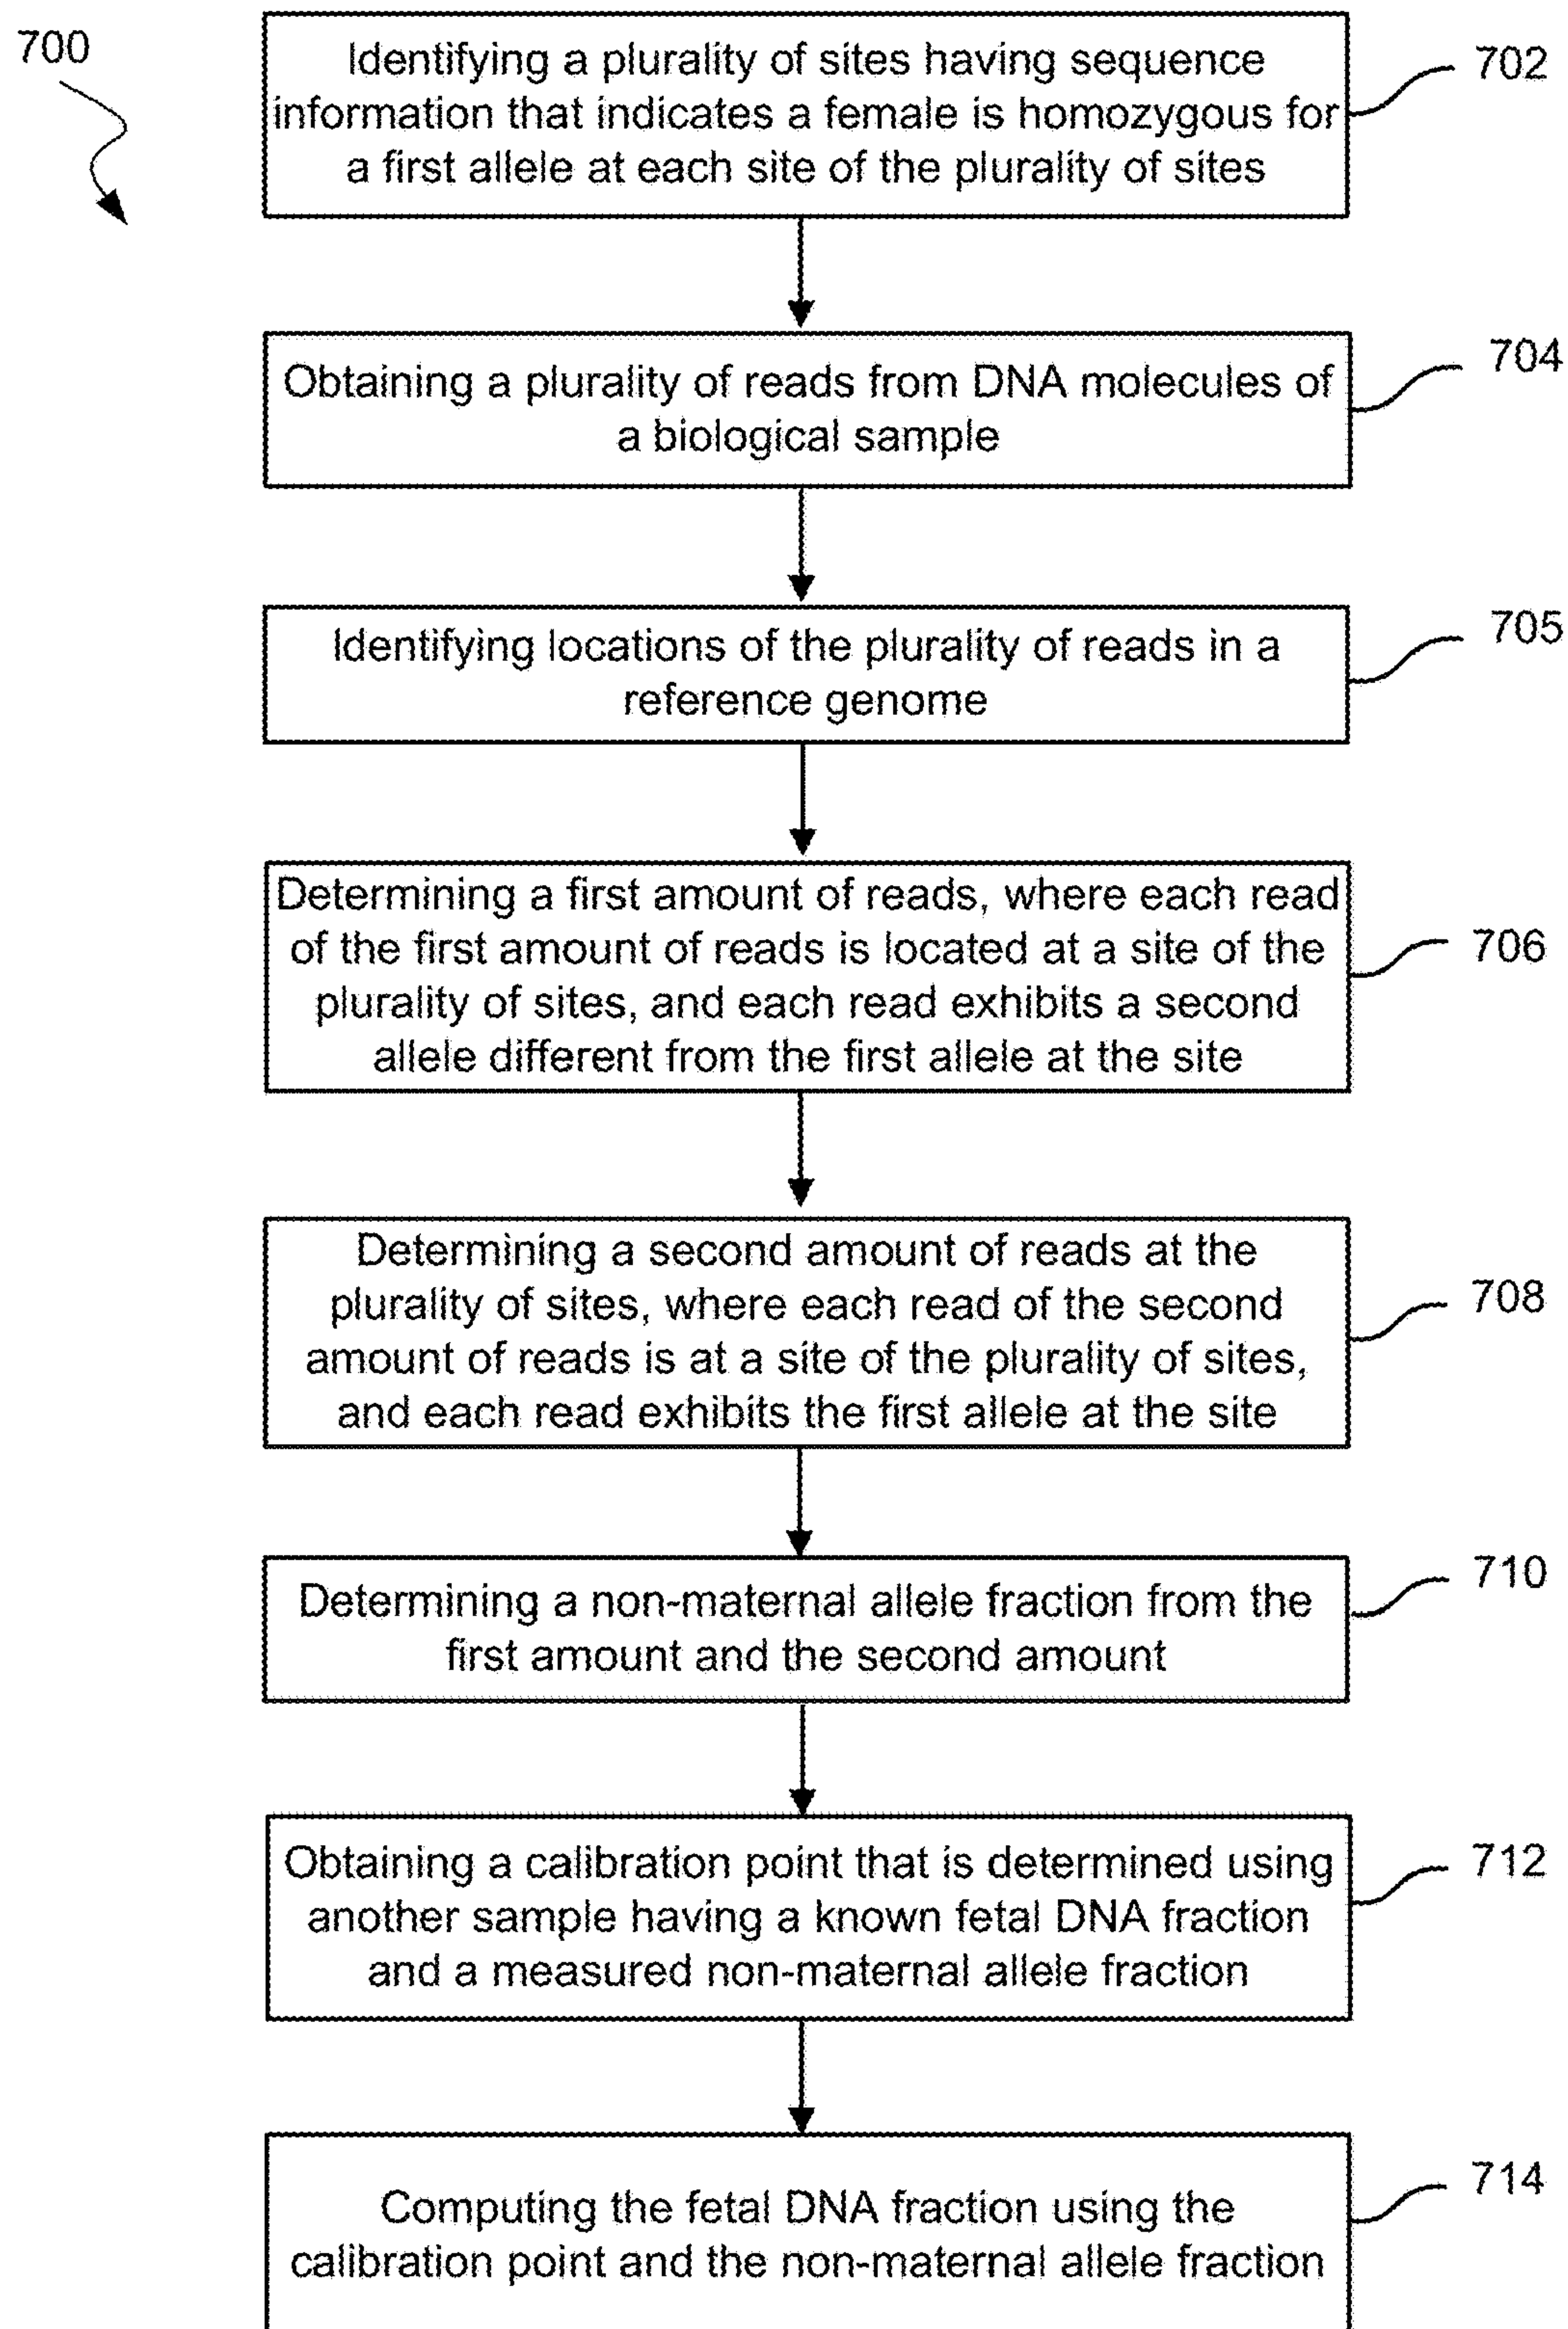 700
Identifying a plurality of sites having sequence
information that indicates a female is homozygous for
a first allele at each site of the plurality of sites
702
Obtaining a plurality of reads from DNA molecules of
a biological sample
704
Identifying locations of the plurality of reads in a
reference genome
705
Determining a first amount of reads, where each read
of the first amount of reads is located at a site of the
plurality of sites, and each read exhibits a second
allele different from the first allele at the site
706
Determining a second amount of reads at the
plurality of sites, where each read of the second
amount of reads is at a site of the plurality of sites,
and each read exhibits the first allele at the site
708
Determining a non-maternal allele fraction from the
first amount and the second amount
710
Obtaining a calibration point that is determined using
another sample having a known fetal DNA fraction
and a measured non-maternal allele fraction
712
Computing the fetal DNA fraction using the
calibration point and the non-maternal allele fraction
714